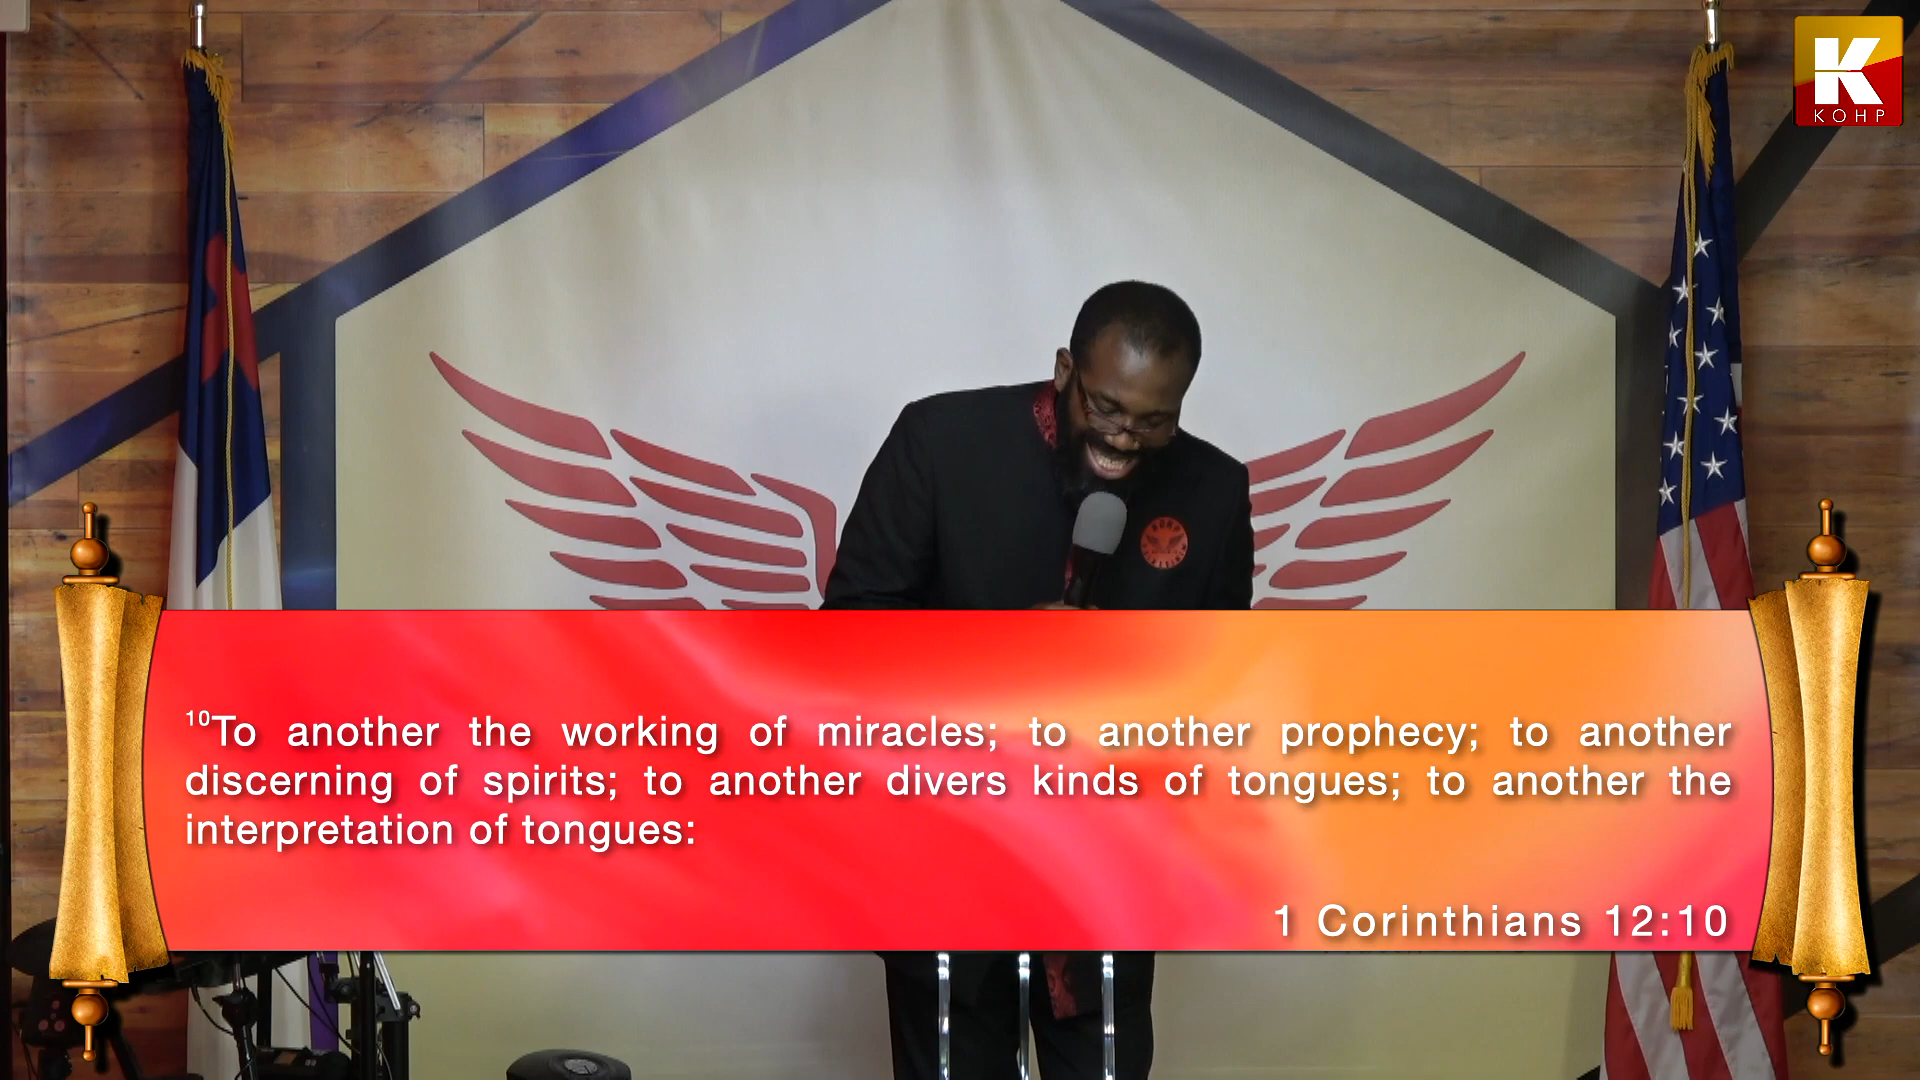 KOHP
¹⁰To another the working of miracles; to another prophecy; to another
discerning of spirits; to another divers kinds of tongues; to another the
interpretation of tongues:
1 Corinthians 12:10